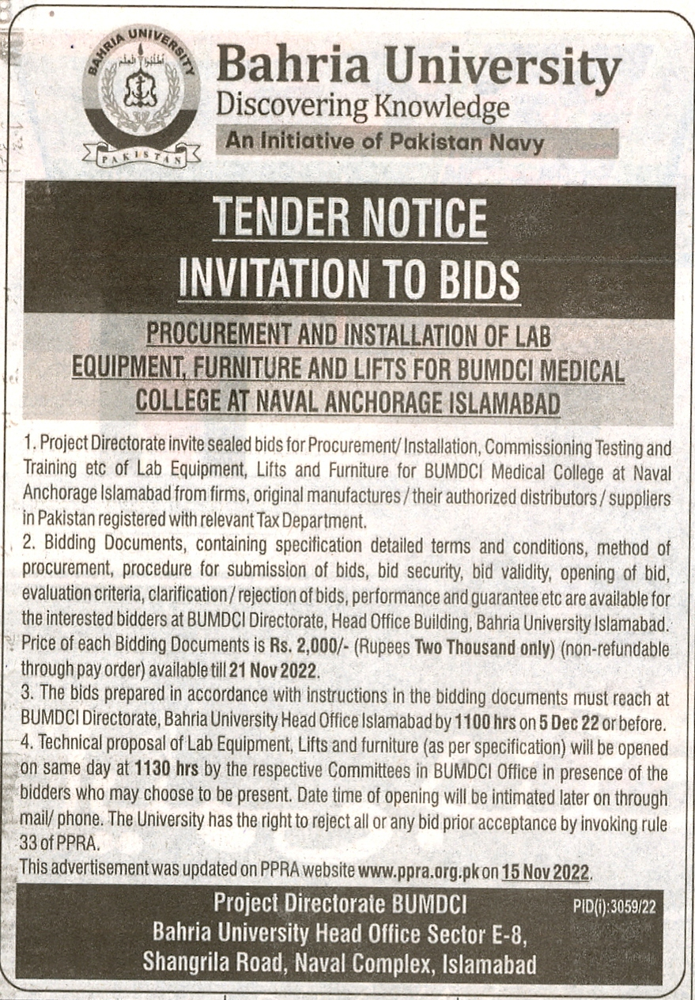 BAHRIA UNIVERSITY
اطلبوا العلم
PAKISTAN
Bahria University
Discovering Knowledge
An Initiative of Pakistan Navy
TENDER NOTICE
INVITATION TO BIDS
PROCUREMENT AND INSTALLATION OF LAB
EQUIPMENT, FURNITURE AND LIFTS FOR BUMDCI MEDICAL
COLLEGE AT NAVAL ANCHORAGE ISLAMABAD
1. Project Directorate invite sealed bids for Procurement/ Installation, Commissioning Testing and
Training etc of Lab Equipment, Lifts and Furniture for BUMDCI Medical College at Naval
Anchorage Islamabad from firms, original manufactures / their authorized distributors / suppliers
in Pakistan registered with relevant Tax Department.
2. Bidding Documents, containing specification detailed terms and conditions, method of
procurement, procedure for submission of bids, bid security, bid validity, opening of bid,
evaluation criteria, clarification / rejection of bids, performance and guarantee etc are available for
the interested bidders at BUMDCI Directorate, Head Office Building, Bahria University Islamabad.
Price of each Bidding Documents is Rs. 2,000/- (Rupees Two Thousand only) (non-refundable
through pay order) available till 21 Nov 2022.
3. The bids prepared in accordance with instructions in the bidding documents must reach at
BUMDCI Directorate, Bahria University Head Office Islamabad by 1100 hrs on 5 Dec 22 or before.
4. Technical proposal of Lab Equipment, Lifts and furniture (as per specification) will be opened
on same day at 1130 hrs by the respective Committees in BUMDCI Office in presence of the
bidders who may choose to be present. Date time of opening will be intimated later on through
mail/ phone. The University has the right to reject all or any bid prior acceptance by invoking rule
33 of PPRA.
This advertisement was updated on PPRA website www.ppra.org.pk on 15 Nov 2022.
Project Directorate BUMDCI
PID(i):3059/22
Bahria University Head Office Sector E-8,
Shangrila Road, Naval Complex, Islamabad